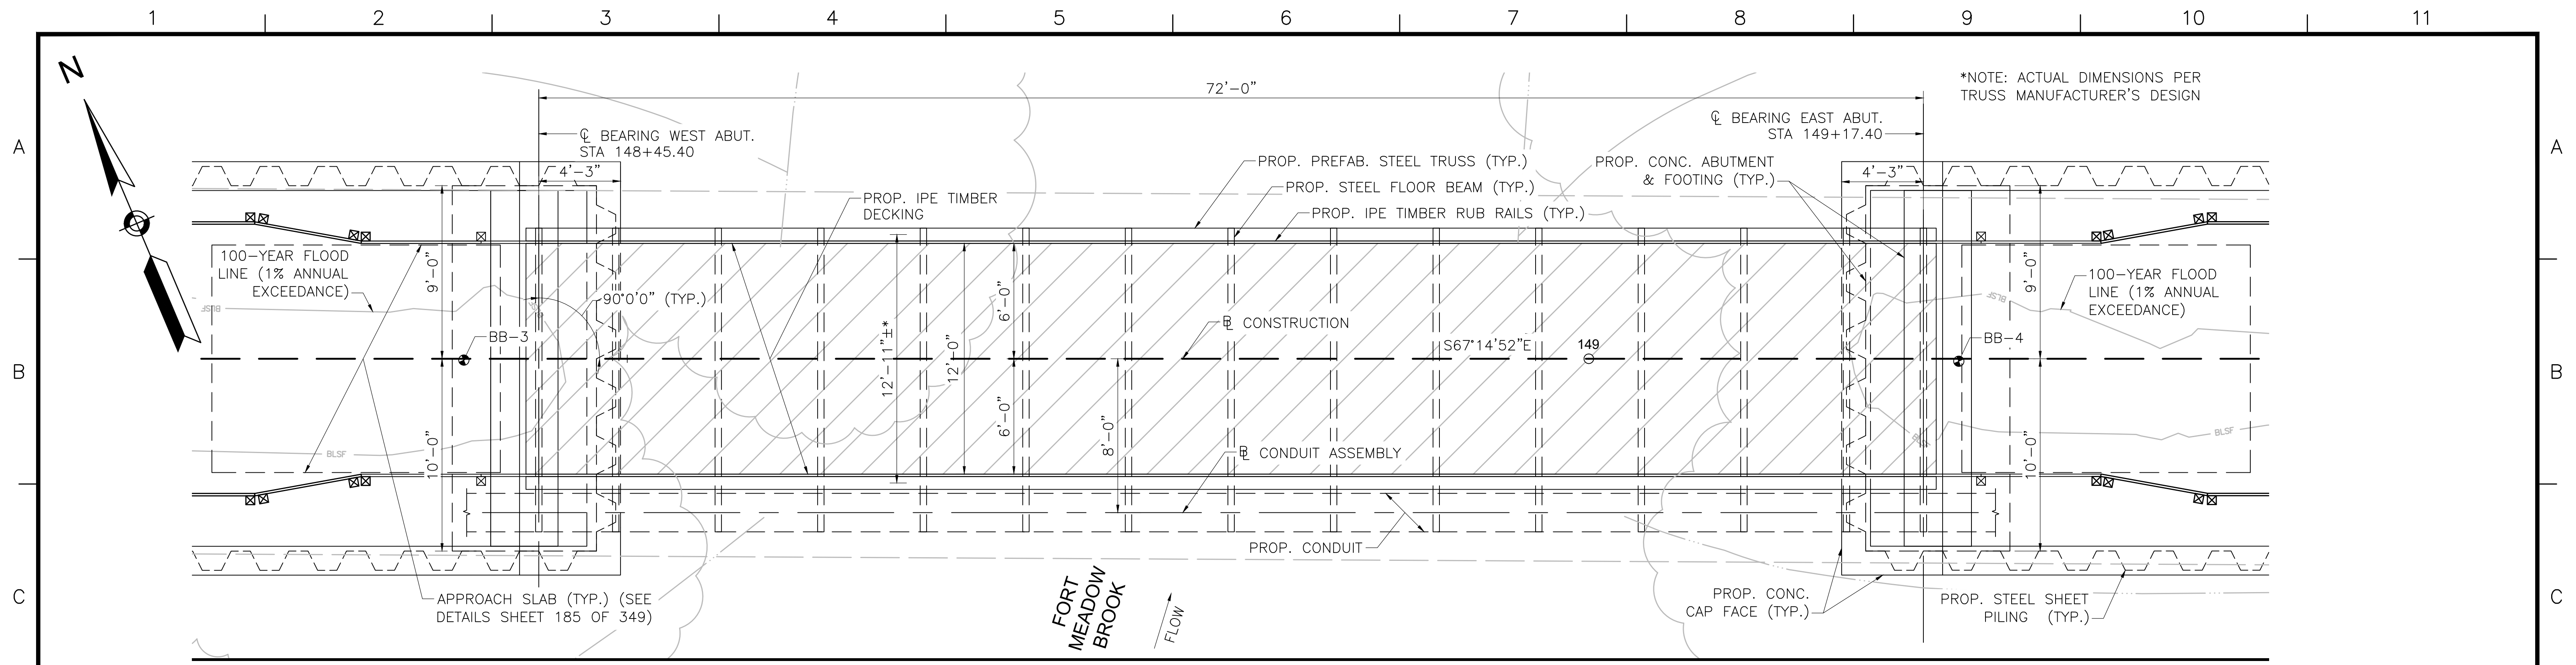 1 2 3 4 5 6 7 8 9 10 11
N
A
B
C
A
B
C
72'-0"
*NOTE: ACTUAL DIMENSIONS PER
TRUSS MANUFACTURER'S DESIGN
℄ BEARING WEST ABUT.
STA 148+45.40
4'-3"
℄ BEARING EAST ABUT.
STA 149+17.40
4'-3"
PROP. PREFAB. STEEL TRUSS (TYP.)
PROP. STEEL FLOOR BEAM (TYP.)
PROP. IPE TIMBER RUB RAILS (TYP.)
PROP. CONC. ABUTMENT
& FOOTING (TYP.)
PROP. IPE TIMBER
DECKING
100-YEAR FLOOD
LINE (1% ANNUAL
EXCEEDANCE)
9'-0"
10'-0"
90°0'0" (TYP.)
BB-3
12'-11"±*
12'-0"
6'-0"
6'-0"
8'-0"
B CONSTRUCTION
S67°14'52"E
149
B CONDUIT ASSEMBLY
PROP. CONDUIT
9'-0"
10'-0"
100-YEAR FLOOD
LINE (1% ANNUAL
EXCEEDANCE)
BB-4
BLSF
BLSF
BLSF
BLSF
APPROACH SLAB (TYP.) (SEE
DETAILS SHEET 185 OF 349)
FORT
MEADOW
BROOK
FLOW
PROP. CONC.
CAP FACE (TYP.)
PROP. STEEL SHEET
PILING (TYP.)